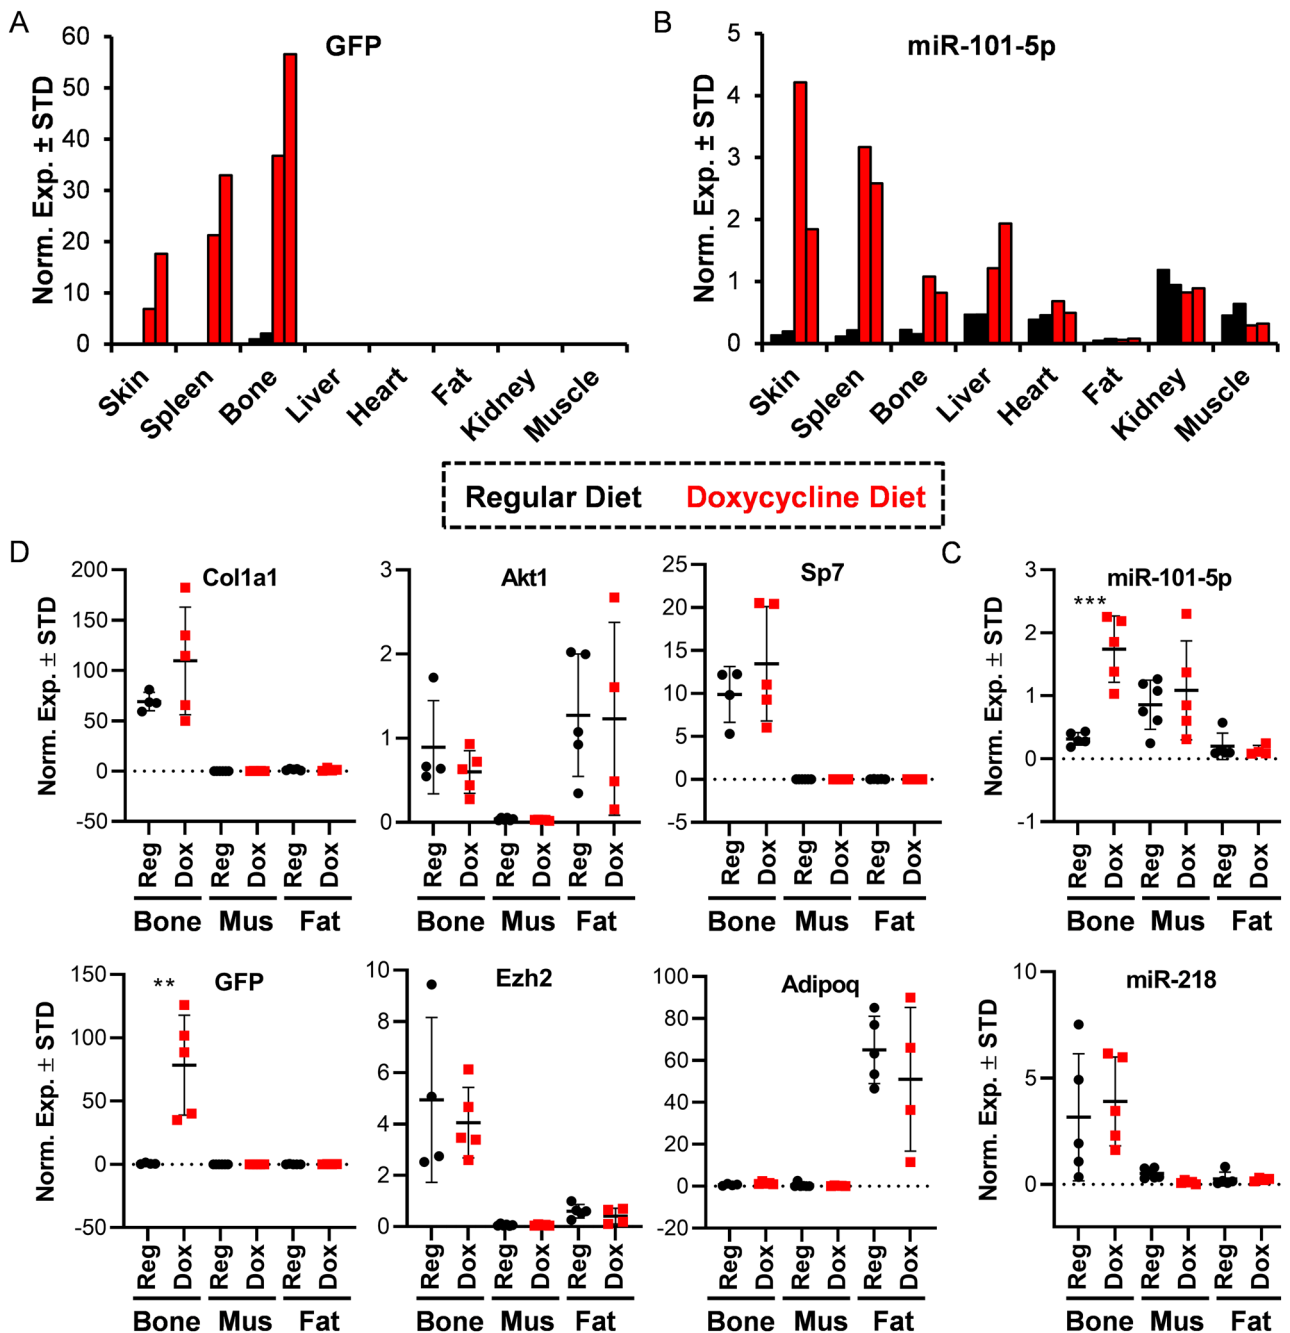 A
GFP
Norm. Exp. ± STD
60
50
40
30
20
10
0
Skin
Spleen
Bone
Liver
Heart
Fat
Kidney
Muscle
B
miR-101-5p
Norm. Exp. ± STD
5
4
3
2
1
0
Skin
Spleen
Bone
Liver
Heart
Fat
Kidney
Muscle
Regular Diet Doxycycline Diet
D
Col1a1
Norm. Exp. ± STD
200
150
100
50
0
-50
Reg Dox Reg Dox Reg Dox
Bone Mus Fat
Akt1
3
2
1
0
Reg Dox Reg Dox Reg Dox
Bone Mus Fat
Sp7
25
20
15
10
5
0
-5
Reg Dox Reg Dox Reg Dox
Bone Mus Fat
C
miR-101-5p
Norm. Exp. ± STD
3
2
1
0
-1
***
Reg Dox Reg Dox Reg Dox
Bone Mus Fat
GFP
Norm. Exp. ± STD
150
100
50
0
-50
**
Reg Dox Reg Dox Reg Dox
Bone Mus Fat
Ezh2
10
8
6
4
2
0
Reg Dox Reg Dox Reg Dox
Bone Mus Fat
Adipoq
100
80
60
40
20
0
-20
Reg Dox Reg Dox Reg Dox
Bone Mus Fat
miR-218
Norm. Exp. ± STD
10
5
0
Reg Dox Reg Dox Reg Dox
Bone Mus Fat